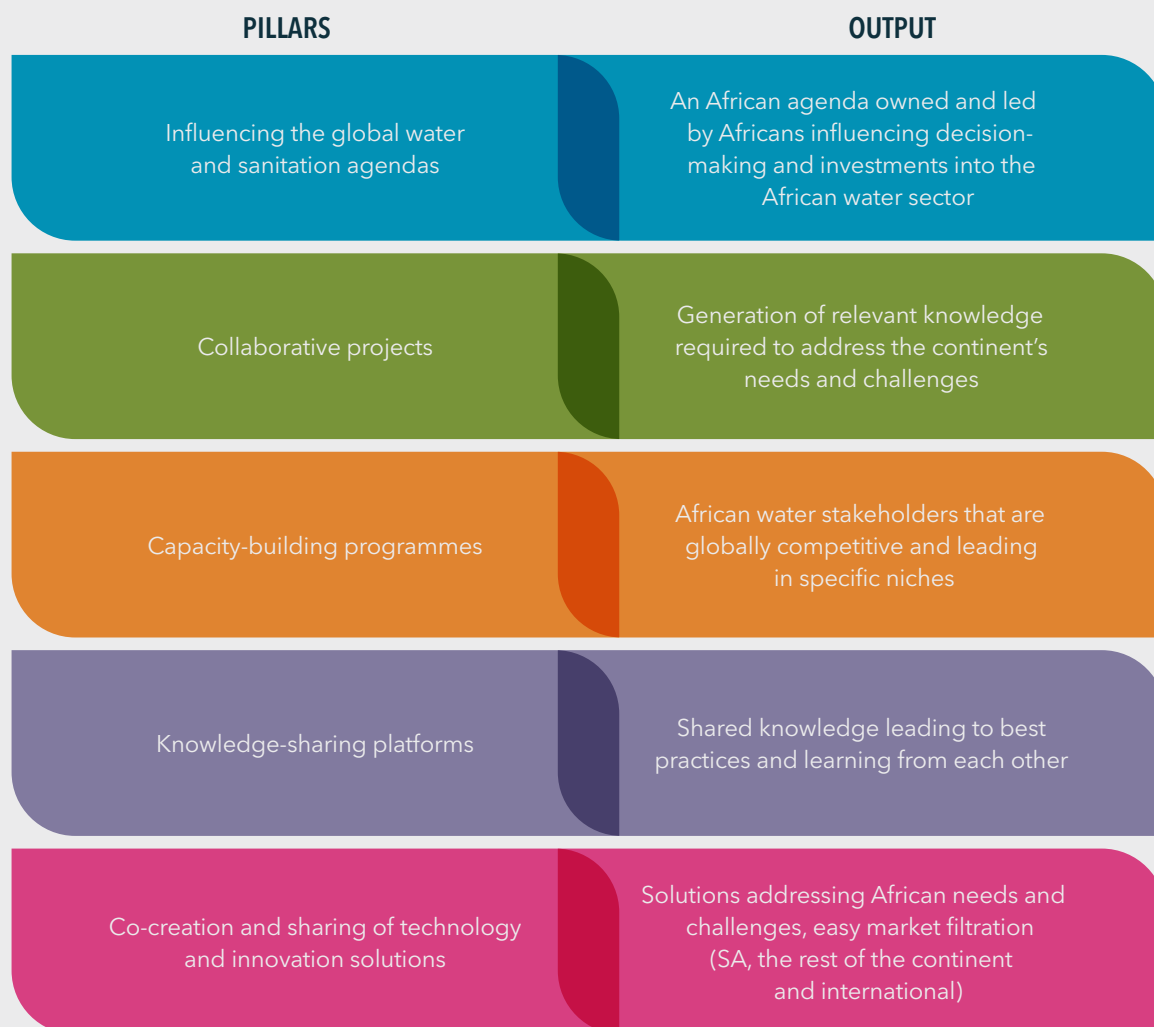 PILLARS
OUTPUT
Influencing the global water
and sanitation agendas
An African agenda owned and led
by Africans influencing decision-
making and investments into the
African water sector
Collaborative projects
Generation of relevant knowledge
required to address the continent’s
needs and challenges
Capacity-building programmes
African water stakeholders that are
globally competitive and leading
in specific niches
Knowledge-sharing platforms
Shared knowledge leading to best
practices and learning from each other
Co-creation and sharing of technology
and innovation solutions
Solutions addressing African needs and
challenges, easy market filtration
(SA, the rest of the continent
and international)